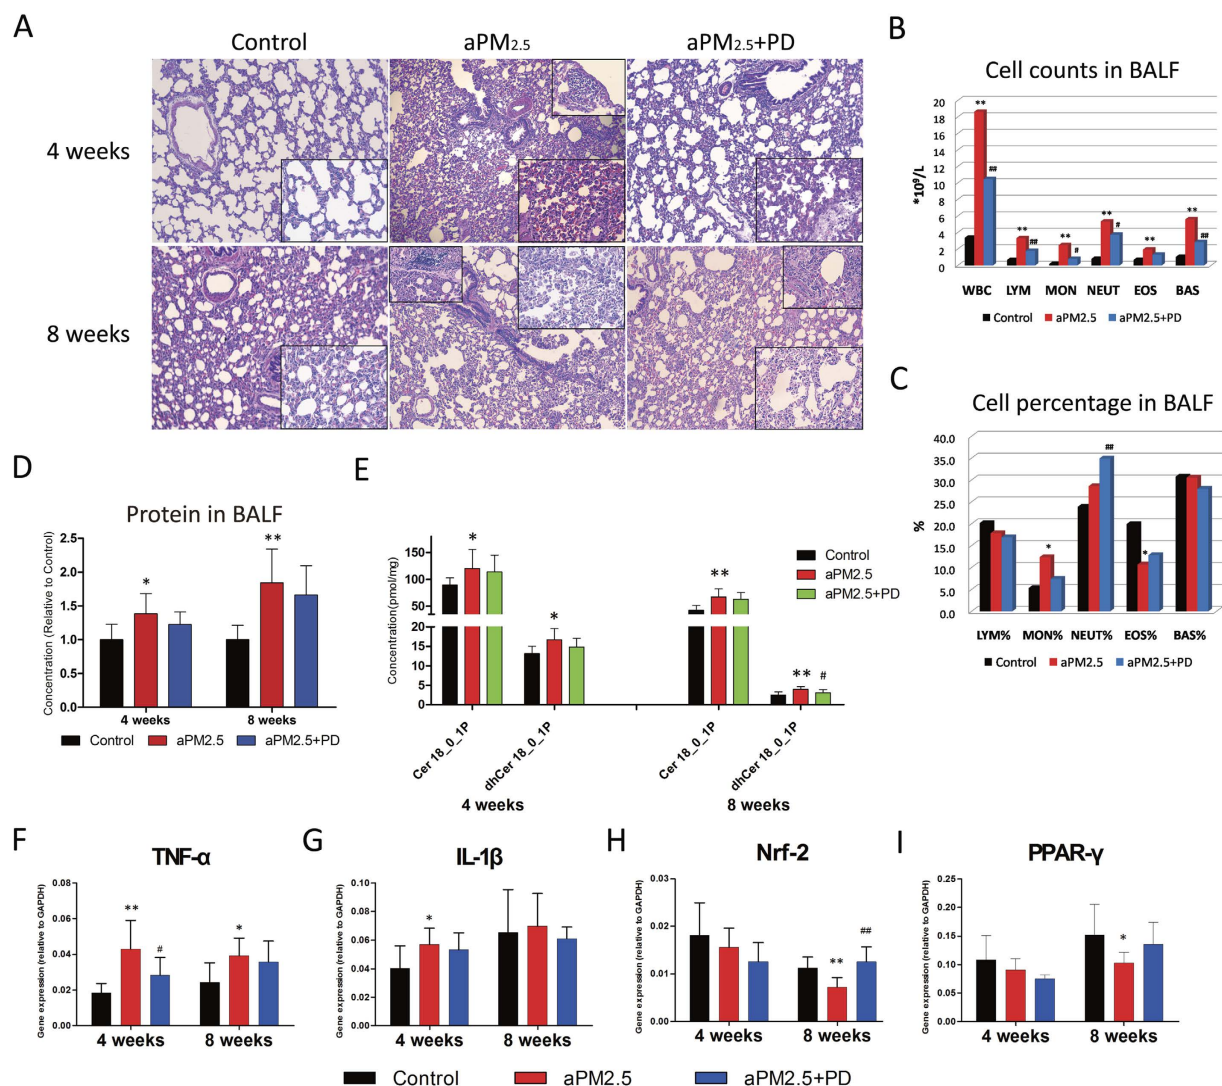 A
Control
aPM2.5
aPM2.5+PD
4 weeks
8 weeks
B
Cell counts in BALF
*10⁹/L
20
18
16
14
12
10
8
6
4
2
0
**
##
**
##
**
#
**
#
**
**
##
WBC LYM MON NEUT EOS BAS
Control aPM2.5 aPM2.5+PD
C
Cell percentage in BALF
%
40.0
35.0
30.0
25.0
20.0
15.0
10.0
5.0
0.0
*
##
*
LYM% MON% NEUT% EOS% BAS%
Control aPM2.5 aPM2.5+PD
D
Protein in BALF
Concentration (Relative to Control)
2.5
2.0
1.5
1.0
0.5
0.0
*
**
4 weeks 8 weeks
Control aPM2.5 aPM2.5+PD
E
Concentration(pmol/mg)
150
100
50
20
15
10
5
0
*
*
**
**
#
Control
aPM2.5
aPM2.5+PD
Cer 18_0_1P
dhCer 18_0_1P
Cer 18_0_1P
dhCer 18_0_1P
4 weeks 8 weeks
F
TNF-α
Gene expression (relative to GAPDH)
0.08
0.06
0.04
0.02
0.00
**
#
*
4 weeks 8 weeks
G
IL-1β
Gene expression (relative to GAPDH)
0.10
0.08
0.06
0.04
0.02
0.00
*
4 weeks 8 weeks
H
Nrf-2
Gene expression (relative to GAPDH)
0.03
0.02
0.01
0.00
**
##
4 weeks 8 weeks
I
PPAR-γ
Gene expression (relative to GAPDH)
0.25
0.20
0.15
0.10
0.05
0.00
*
4 weeks 8 weeks
Control aPM2.5 aPM2.5+PD